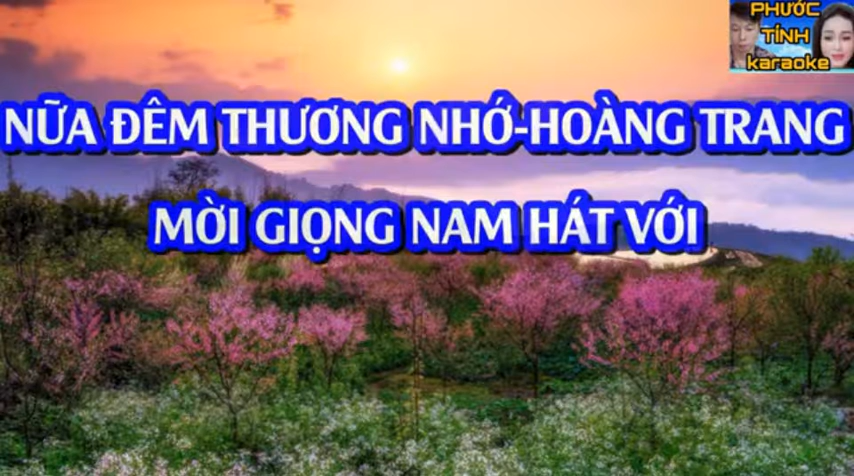 PHƯỚC
TÍNH
karaoke
NỮA ĐÊM THƯƠNG NHỚ-HOÀNG TRANG
MỜI GIỌNG NAM HÁT VỚI